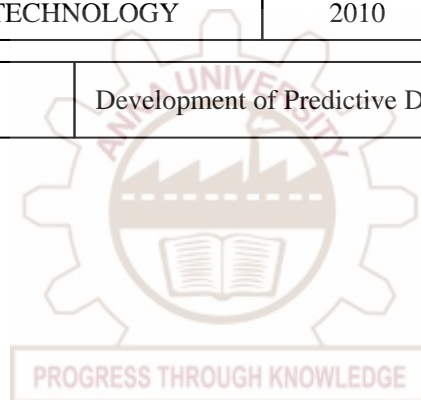 TECHNOLOGY 2010
Development of Predictive D
ANNA UNIVERSITY
PROGRESS THROUGH KNOWLEDGE